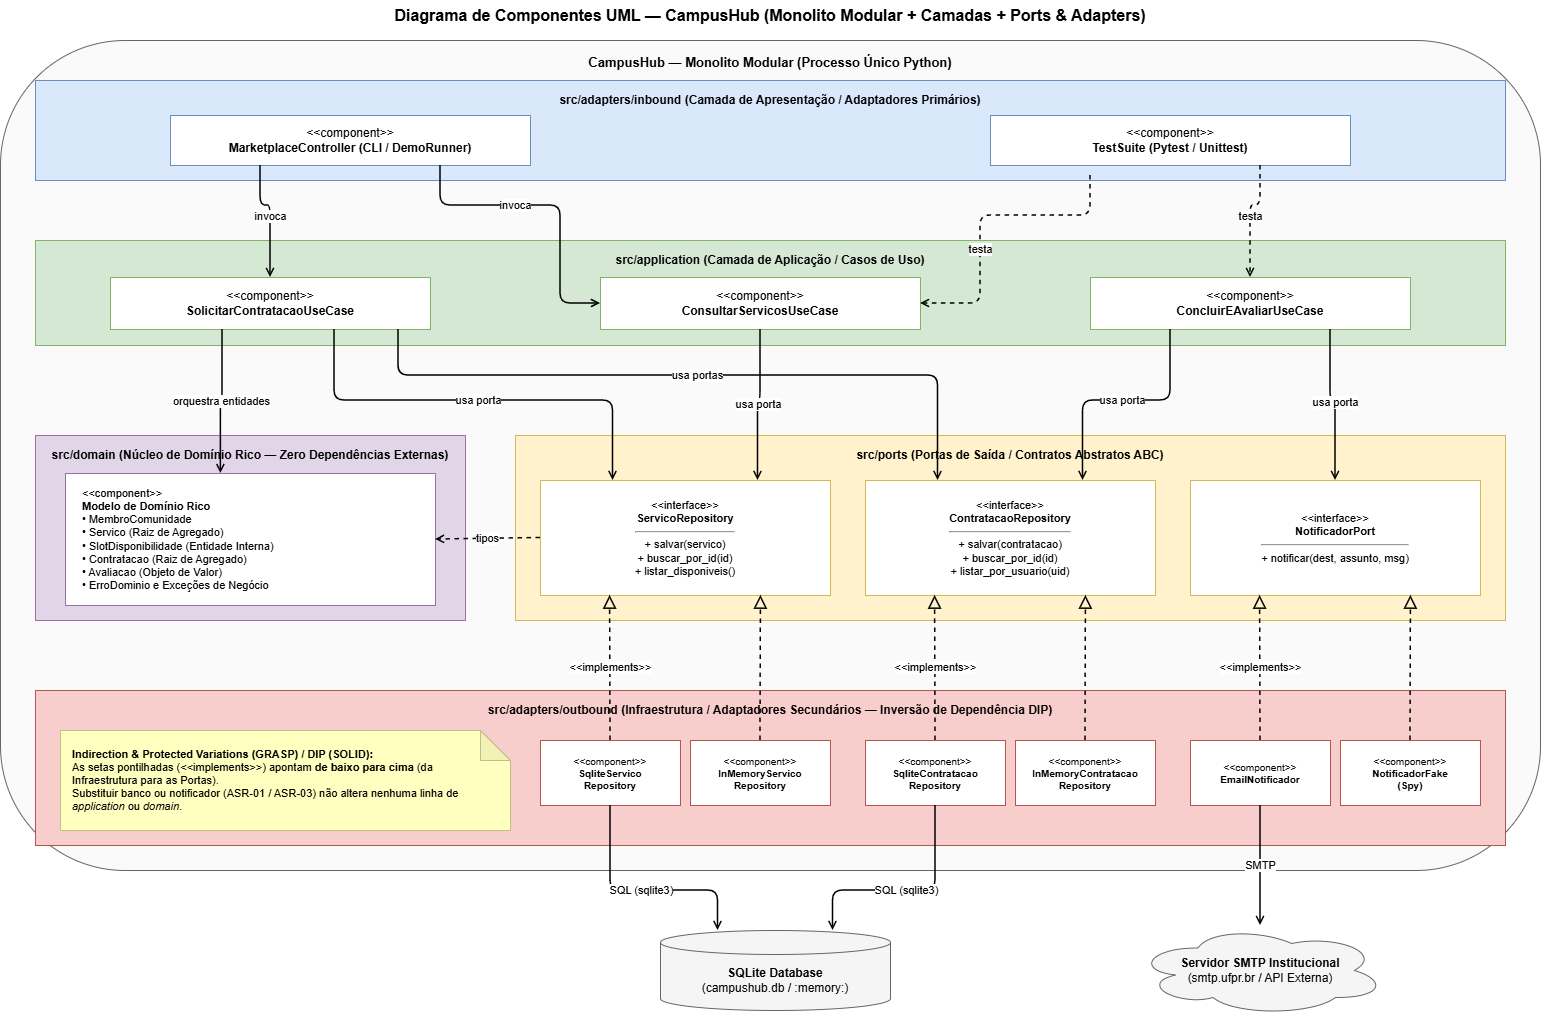 Diagrama de Componentes UML — CampusHub (Monolito Modular + Camadas + Ports & Adapters)
CampusHub — Monolito Modular (Processo Único Python)
src/adapters/inbound (Camada de Apresentação / Adaptadores Primários)
<<component>>
MarketplaceController (CLI / DemoRunner)
<<component>>
TestSuite (Pytest / Unittest)
invoca
invoca
testa
testa
src/application (Camada de Aplicação / Casos de Uso)
<<component>>
SolicitarContratacaoUseCase
<<component>>
ConsultarServicosUseCase
<<component>>
ConcluirEAvaliarUseCase
orquestra entidades
usa porta
usa portas
usa porta
usa porta
usa porta
src/domain (Núcleo de Domínio Rico — Zero Dependências Externas)
<<component>>
Modelo de Domínio Rico
• MembroComunidade
• Servico (Raiz de Agregado)
• SlotDisponibilidade (Entidade Interna)
• Contratacao (Raiz de Agregado)
• Avaliacao (Objeto de Valor)
• ErroDominio e Exceções de Negócio
tipos
src/ports (Portas de Saída / Contratos Abstratos ABC)
<<interface>>
ServicoRepository
+ salvar(servico)
+ buscar_por_id(id)
+ listar_disponiveis()
<<interface>>
ContratacaoRepository
+ salvar(contratacao)
+ buscar_por_id(id)
+ listar_por_usuario(uid)
<<interface>>
NotificadorPort
+ notificar(dest, assunto, msg)
<<implements>>
<<implements>>
<<implements>>
src/adapters/outbound (Infraestrutura / Adaptadores Secundários — Inversão de Dependência DIP)
Indirection & Protected Variations (GRASP) / DIP (SOLID):
As setas pontilhadas (<<implements>>) apontam de baixo para cima (da
Infraestrutura para as Portas).
Substituir banco ou notificador (ASR-01 / ASR-03) não altera nenhuma linha de
application ou domain.
<<component>>
SqliteServico
Repository
<<component>>
InMemoryServico
Repository
<<component>>
SqliteContratacao
Repository
<<component>>
InMemoryContratacao
Repository
<<component>>
EmailNotificador
<<component>>
NotificadorFake
(Spy)
SQL (sqlite3)
SQL (sqlite3)
SMTP
SQLite Database
(campushub.db / :memory:)
Servidor SMTP Institucional
(smtp.ufpr.br / API Externa)